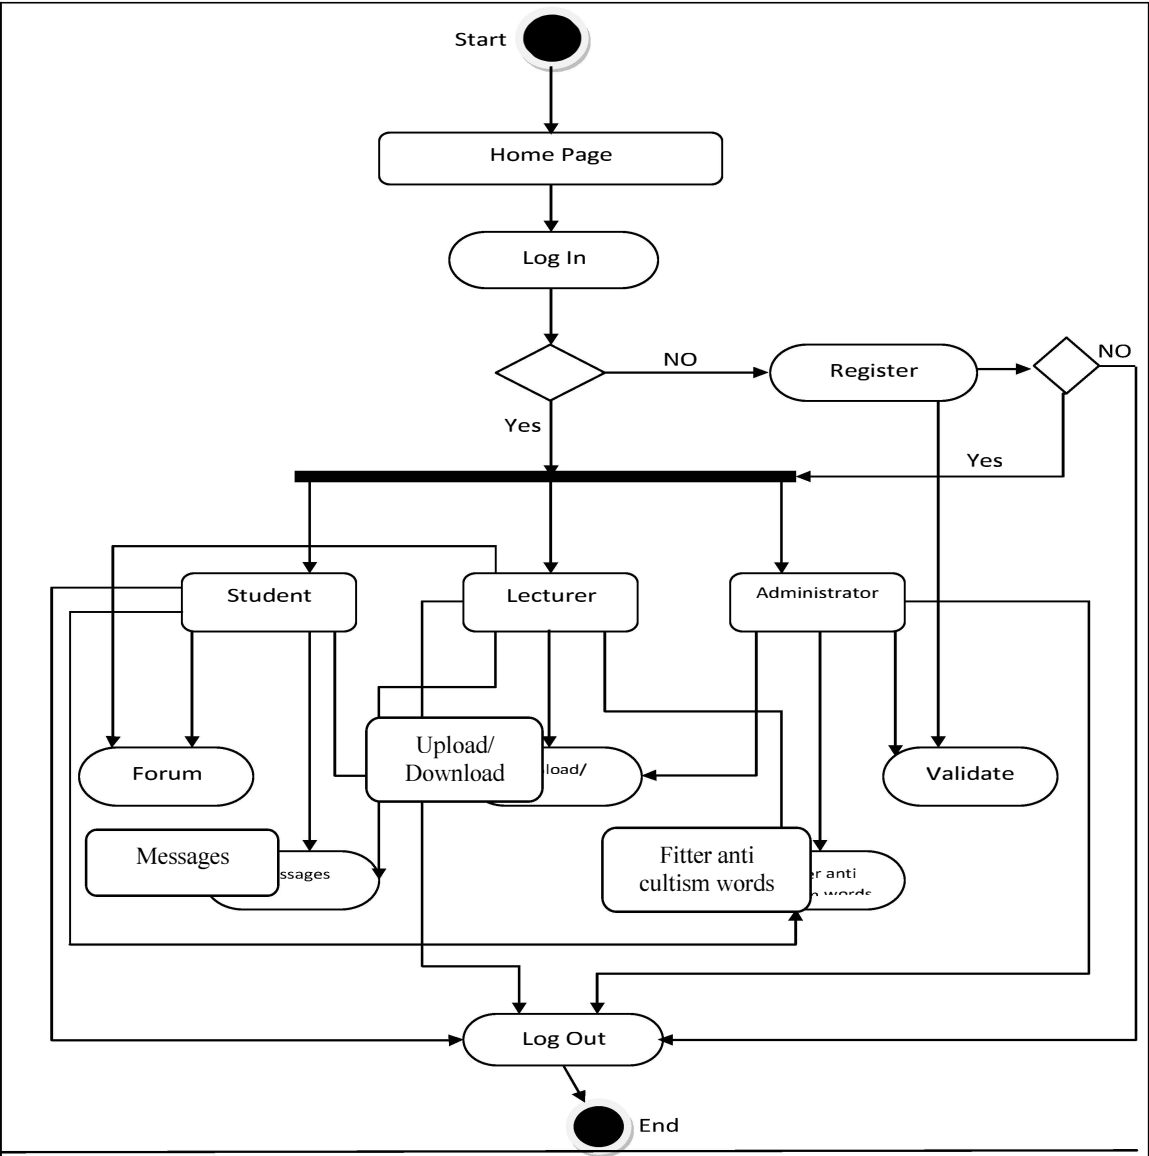 Start
Home Page
Log In
NO
Register
NO
Yes
Yes
Student
Lecturer
Administrator
Upload/
Download
load/
Forum
Validate
Messages
ssages
Fitter anti
cultism words
er anti
words
Log Out
End